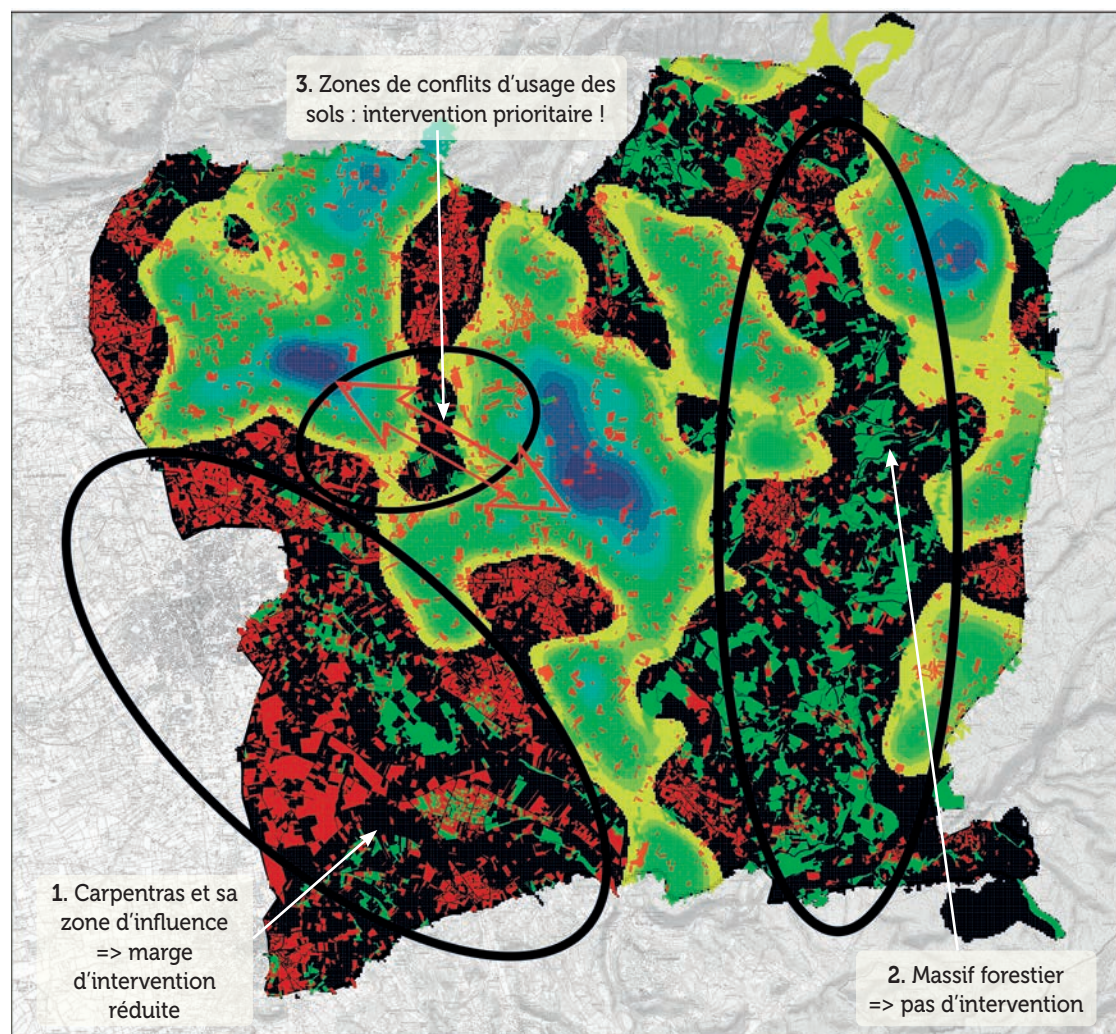 3. Zones de conflits d'usage des
sols : intervention prioritaire !
1. Carpentras et sa
zone d'influence
=> marge
d'intervention
réduite
2. Massif forestier
=> pas d'intervention